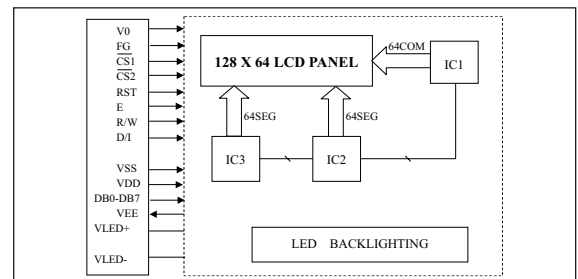 V0
FG
CS1
CS2
RST
E
R/W
D/I
VSS
VDD
DB0-DB7
VEE
VLED+
VLED-
128 X 64 LCD PANEL
64COM
IC1
64SEG
64SEG
IC3
IC2
LED BACKLIGHTING